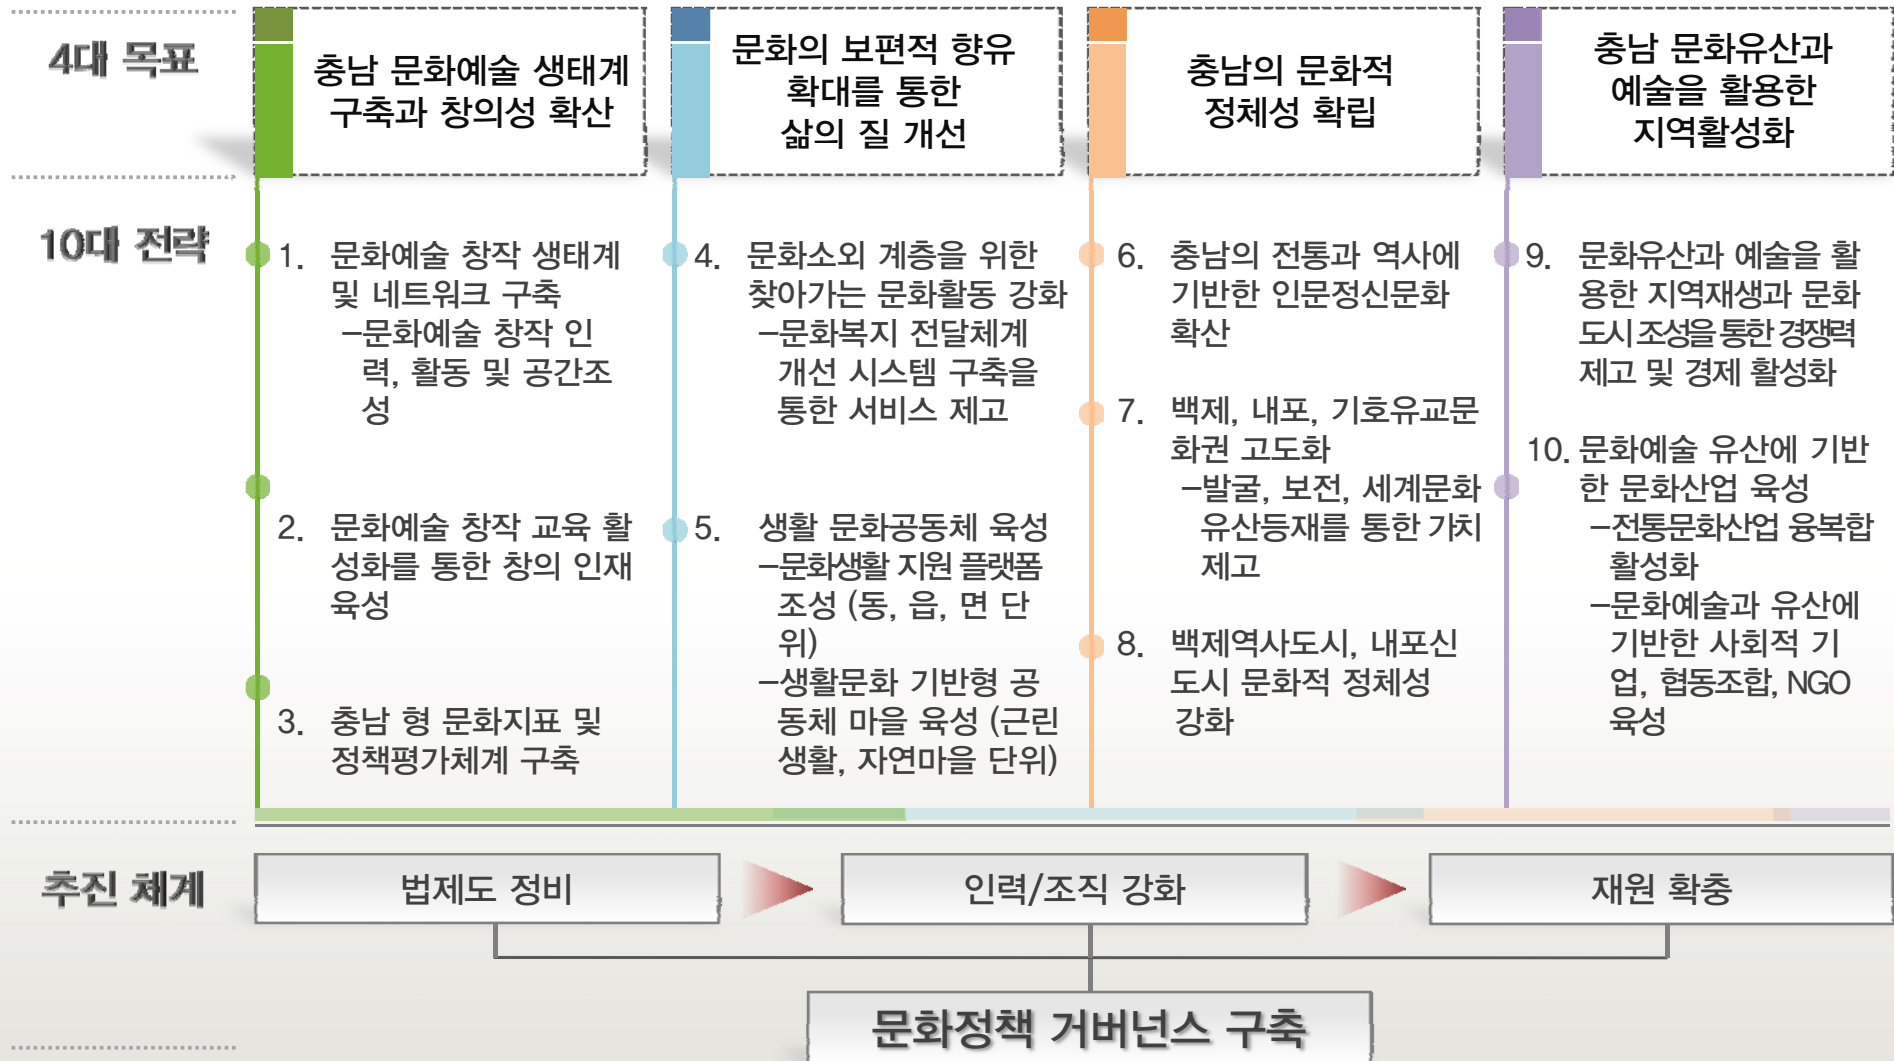 4대 목표
충남 문화예술 생태계
구축과 창의성 확산
문화의 보편적 향유
확대를 통한
삶의 질 개선
충남의 문화적
정체성 확립
충남 문화유산과
예술을 활용한
지역활성화
10대 전략
1. 문화예술 창작 생태계
및 네트워크 구축
-문화예술 창작 인
력, 활동 및 공간조
성
2. 문화예술 창작 교육 활
성화를 통한 창의 인재
육성
3. 충남 형 문화지표 및
정책평가체계 구축
4. 문화소외 계층을 위한
찾아가는 문화활동 강화
-문화복지 전달체계
개선 시스템 구축을
통한 서비스 제고
5. 생활 문화공동체 육성
-문화생활 지원 플랫폼
조성 (동, 읍, 면 단
위)
-생활문화 기반형 공
동체 마을 육성 (근린
생활, 자연마을 단위)
6. 충남의 전통과 역사에
기반한 인문정신문화
확산
7. 백제, 내포, 기호유교문
화권 고도화
-발굴, 보전, 세계문화
유산등재를 통한 가치
제고
8. 백제역사도시, 내포신
도시 문화적 정체성
강화
9. 문화유산과 예술을 활
용한 지역재생과 문화
도시 조성을 통한 경쟁력
제고 및 경제 활성화
10. 문화예술 유산에 기반
한 문화산업 육성
-전통문화산업 융복합
활성화
-문화예술과 유산에
기반한 사회적 기
업, 협동조합, NGO
육성
추진 체계
법제도 정비
인력/조직 강화
재원 확충
문화정책 거버넌스 구축